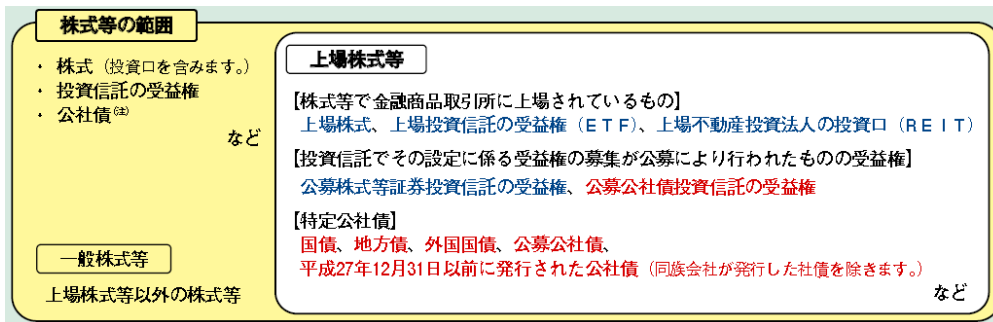 株式等の範囲
・ 株式（投資口を含みます。）
・ 投資信託の受益権
・ 公社債(注)
など
一般株式等
上場株式等以外の株式等
上場株式等
【株式等で金融商品取引所に上場されているもの】
上場株式、上場投資信託の受益権（ＥＴＦ）、上場不動産投資法人の投資口（ＲＥＩＴ）
【投資信託でその設定に係る受益権の募集が公募により行われたものの受益権】
公募株式等証券投資信託の受益権、公募公社債投資信託の受益権
【特定公社債】
国債、地方債、外国国債、公募公社債、
平成27年12月31日以前に発行された公社債（同族会社が発行した社債を除きます。）
など